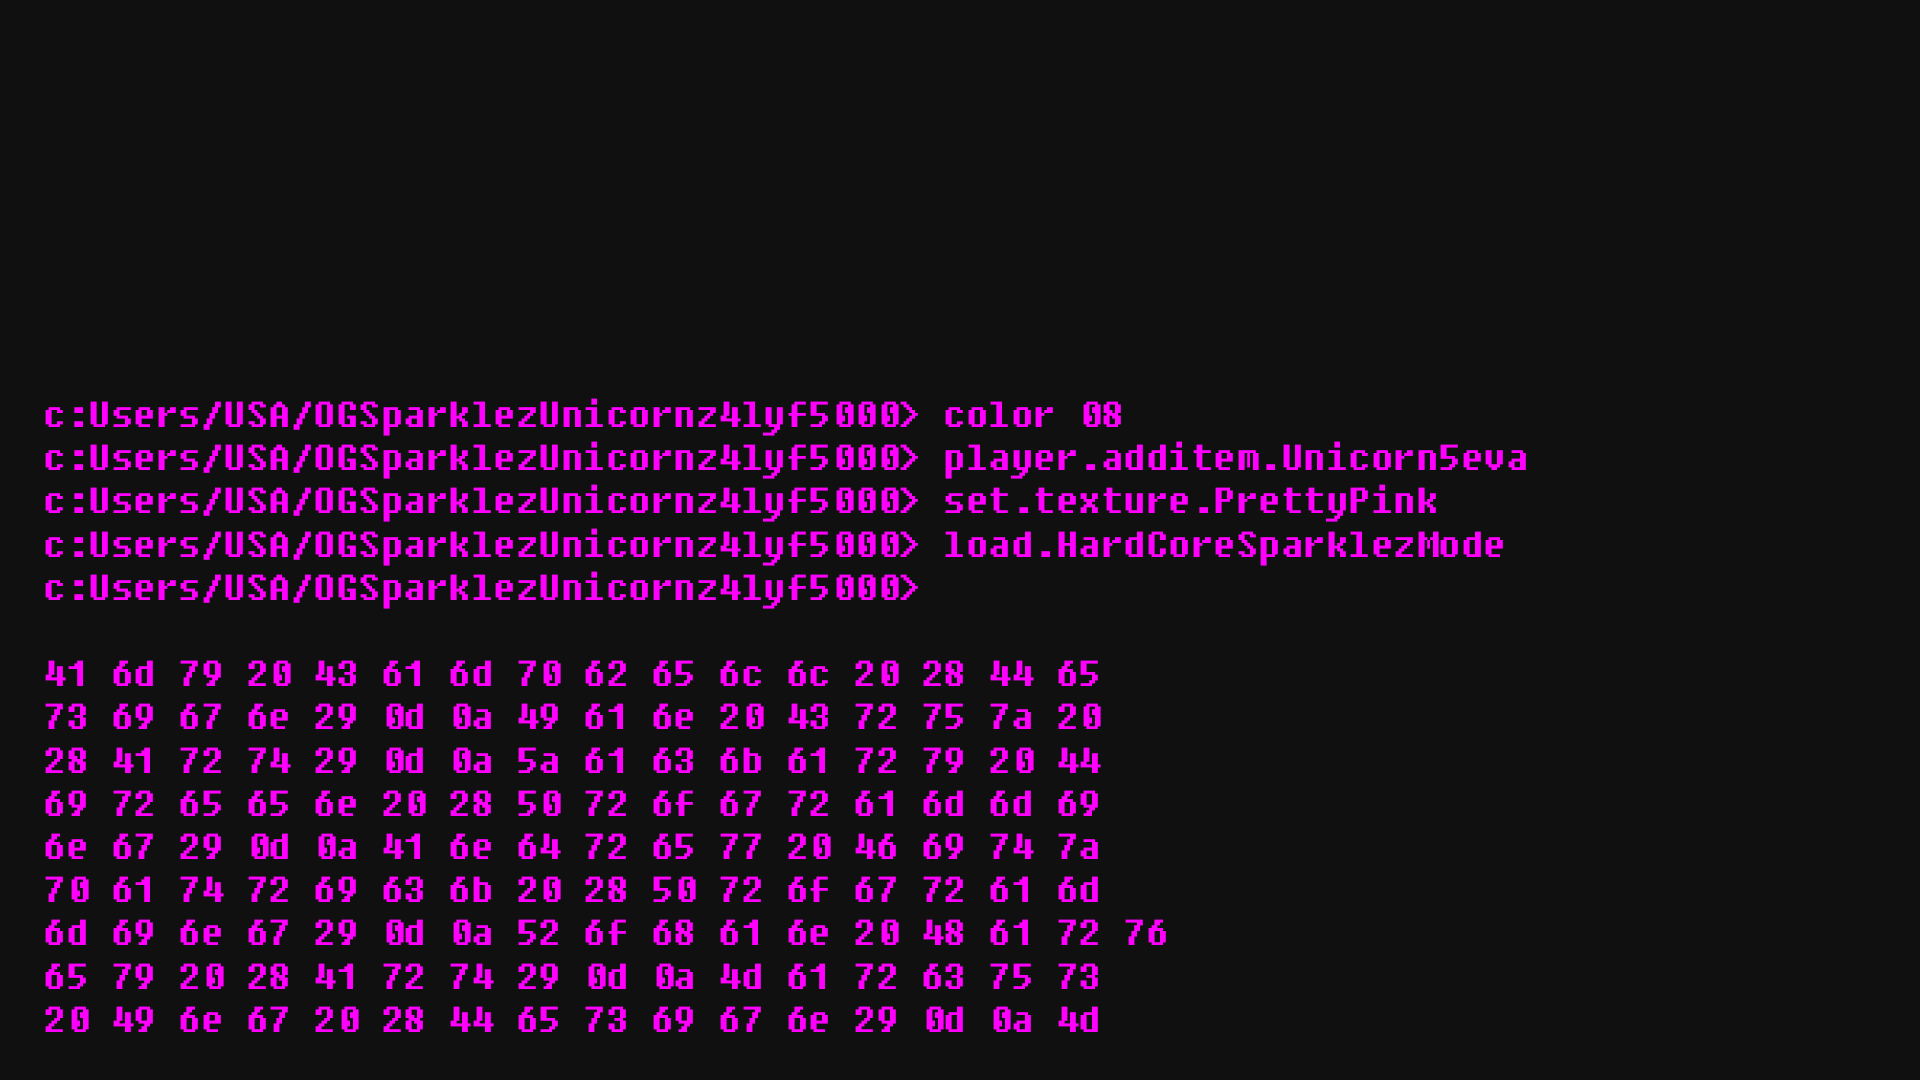 c:Users/USA/OGSparklezUnicornz4lyf5000> color 08
c:Users/USA/OGSparklezUnicornz4lyf5000> player.additem.Unicorn5eva
c:Users/USA/OGSparklezUnicornz4lyf5000> set.texture.PrettyPink
c:Users/USA/OGSparklezUnicornz4lyf5000> load.HardCoreSparklezMode
c:Users/USA/OGSparklezUnicornz4lyf5000>
41 6d 79 20 43 61 6d 70 62 65 6c 6c 20 28 44 65
73 69 67 6e 29 0d 0a 49 61 6e 20 43 72 75 7a 20
28 41 72 74 29 0d 0a 5a 61 63 6b 61 72 79 20 44
69 72 65 65 6e 20 28 50 72 6f 67 72 61 6d 6d 69
6e 67 29 0d 0a 41 6e 64 72 65 77 20 46 69 74 7a
70 61 74 72 69 63 6b 20 28 50 72 6f 67 72 61 6d
6d 69 6e 67 29 0d 0a 52 6f 68 61 6e 20 48 61 72 76
65 79 20 28 41 72 74 29 0d 0a 4d 61 72 63 75 73
20 49 6e 67 20 28 44 65 73 69 67 6e 29 0d 0a 4d